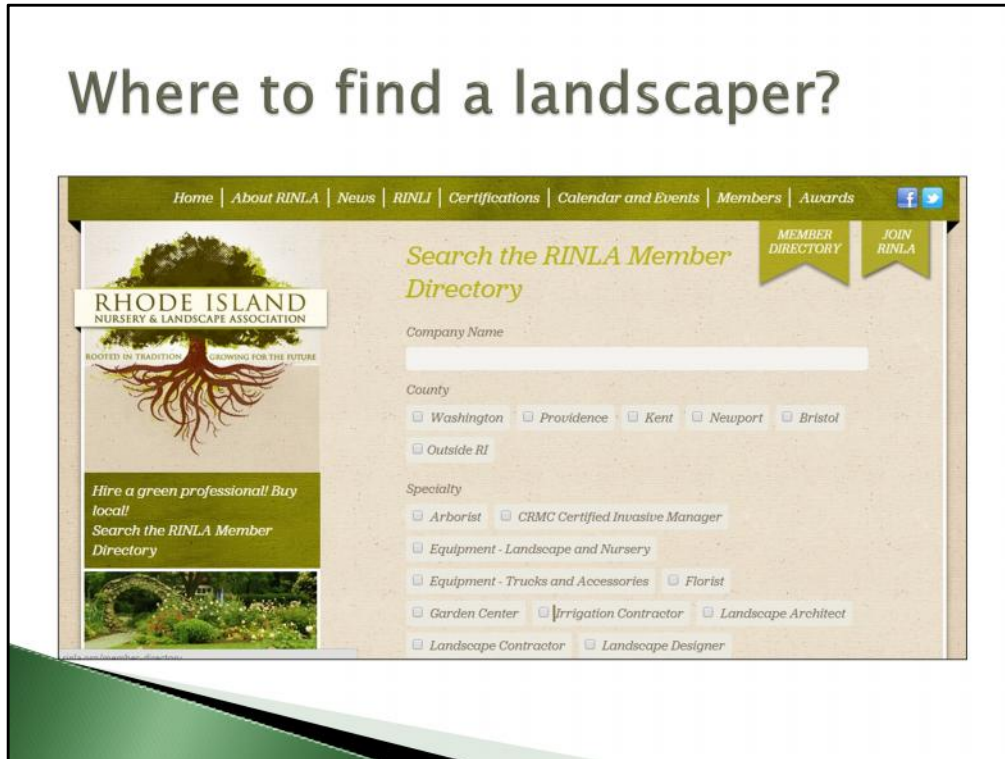 Where to find a landscaper?
Home | About RINLA | News | RINLI | Certifications | Calendar and Events | Members | Awards
RHODE ISLAND
NURSERY & LANDSCAPE ASSOCIATION
ROOTED IN TRADITION GROWING FOR THE FUTURE
Hire a green professional! Buy
local!
Search the RINLA Member
Directory
MEMBER
DIRECTORY
JOIN
RINLA
Search the RINLA Member
Directory
Company Name
County
Washington Providence Kent Newport Bristol
Outside RI
Specialty
Arborist CRMC Certified Invasive Manager
Equipment - Landscape and Nursery
Equipment - Trucks and Accessories Florist
Garden Center Irrigation Contractor Landscape Architect
Landscape Contractor Landscape Designer